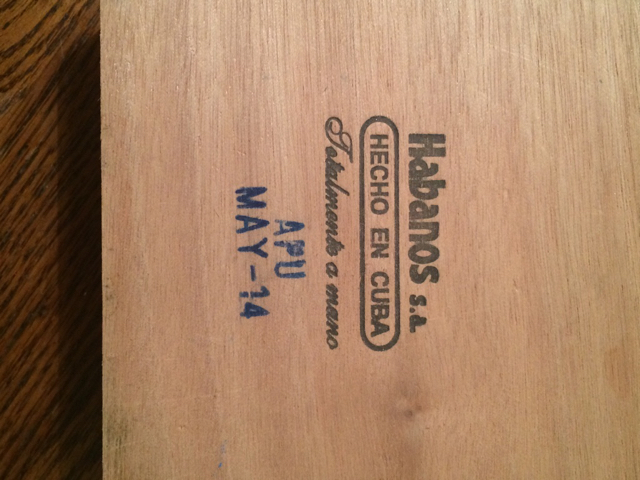 Habanos s.a.
HECHO EN CUBA
Totalmente a mano
APU
MAY-14